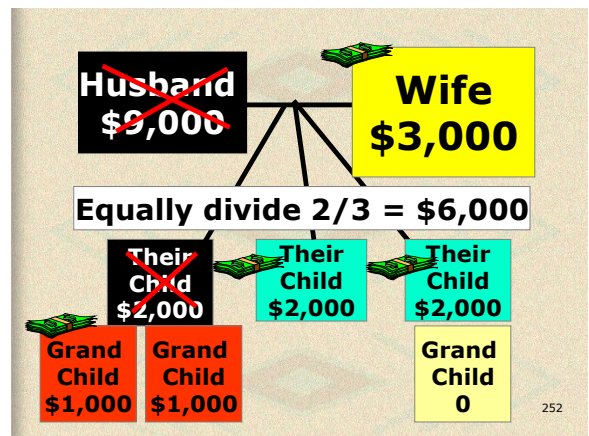 Husband
$9,000
Wife
$3,000
Equally divide 2/3 = $6,000
Their
Child
$2,000
Their
Child
$2,000
Their
Child
$2,000
Grand
Child
$1,000
Grand
Child
$1,000
Grand
Child
0
252